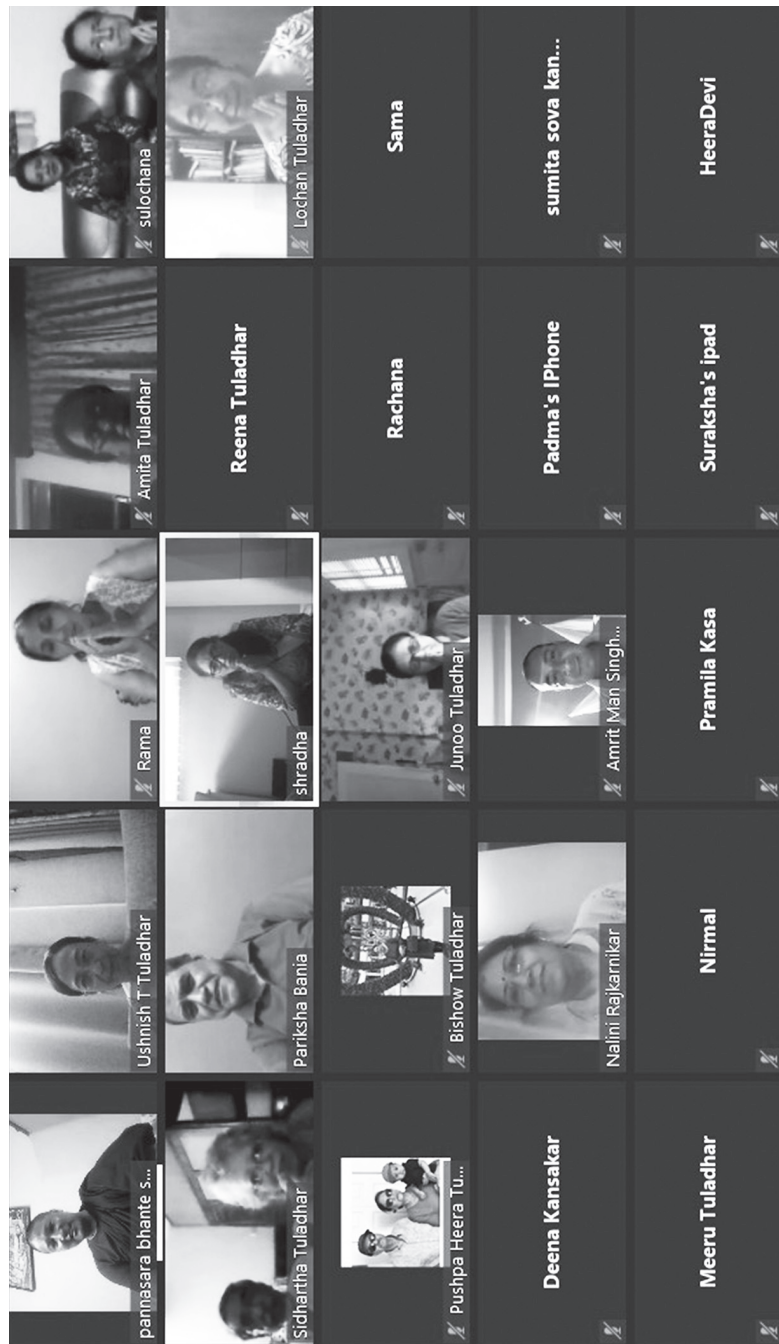 pannasara bhante s...
Ushnish T Tuladhar
Rama
Amita Tuladhar
sulochana
Sidhartha Tuladhar
Pariksha Bania
shradha
Reena Tuladhar
Lochan Tuladhar
Pushpa Heera Tu...
Bishow Tuladhar
Junoo Tuladhar
Rachana
Sama
Deena Kansakar
Nalini Rajkarnikar
Amrit Man Singh...
Padma's IPhone
sumita sova kan...
Meeru Tuladhar
Nirmal
Pramila Kasa
Suraksha's ipad
HeeraDevi